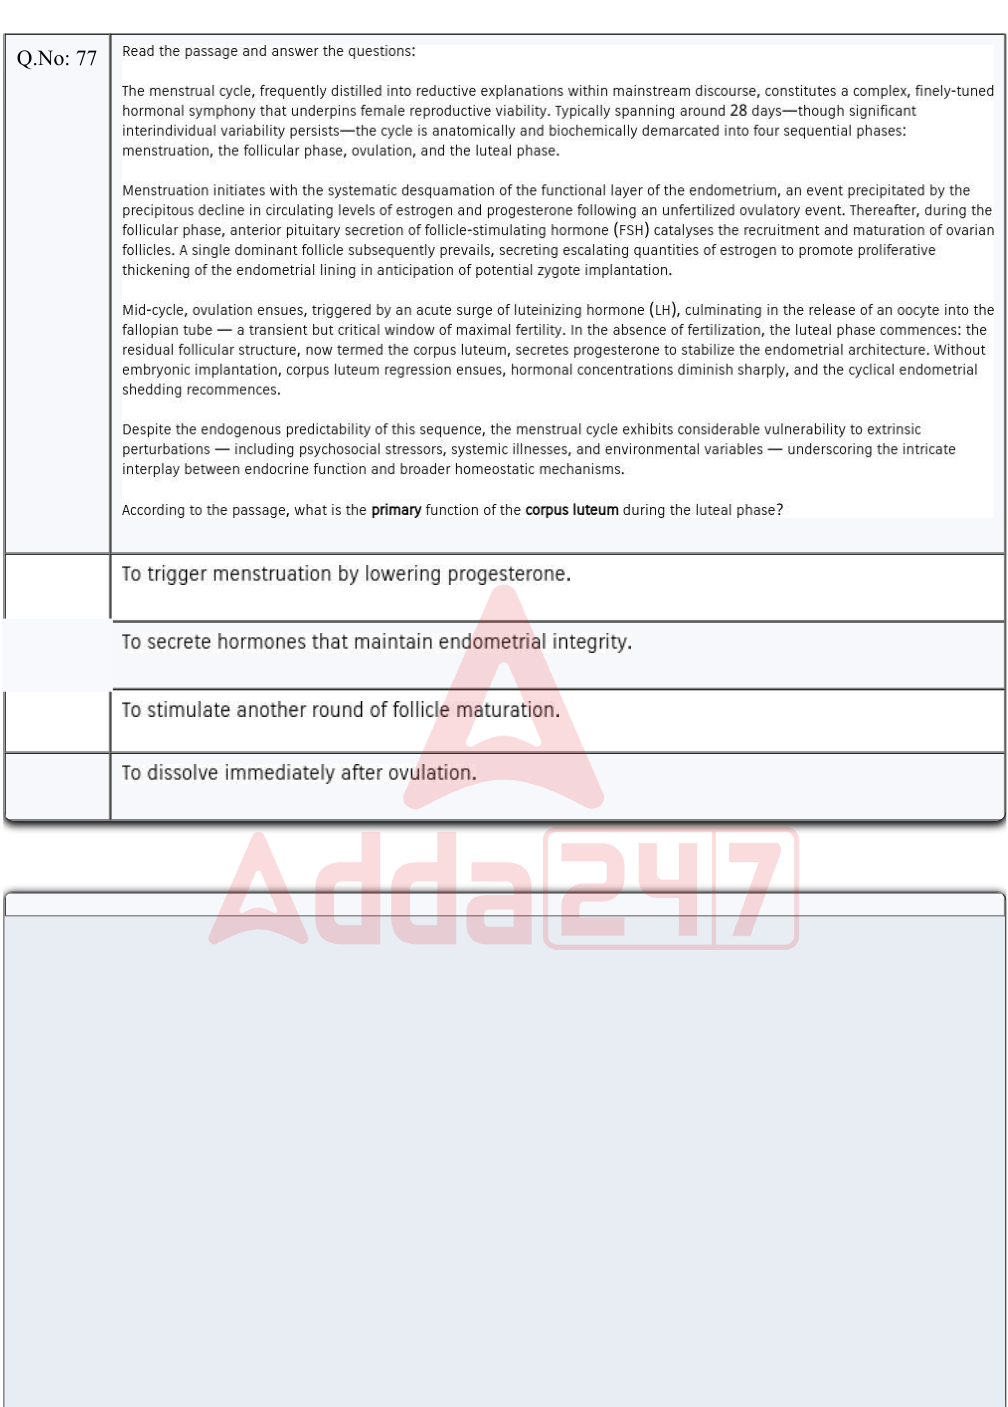 Q.No: 77
Read the passage and answer the questions:
The menstrual cycle, frequently distilled into reductive explanations within mainstream discourse, constitutes a complex, finely-tuned
hormonal symphony that underpins female reproductive viability. Typically spanning around 28 days—though significant
interindividual variability persists—the cycle is anatomically and biochemically demarcated into four sequential phases:
menstruation, the follicular phase, ovulation, and the luteal phase.
Menstruation initiates with the systematic desquamation of the functional layer of the endometrium, an event precipitated by the
precipitous decline in circulating levels of estrogen and progesterone following an unfertilized ovulatory event. Thereafter, during the
follicular phase, anterior pituitary secretion of follicle-stimulating hormone (FSH) catalyses the recruitment and maturation of ovarian
follicles. A single dominant follicle subsequently prevails, secreting escalating quantities of estrogen to promote proliferative
thickening of the endometrial lining in anticipation of potential zygote implantation.
Mid-cycle, ovulation ensues, triggered by an acute surge of luteinizing hormone (LH), culminating in the release of an oocyte into the
fallopian tube — a transient but critical window of maximal fertility. In the absence of fertilization, the luteal phase commences: the
residual follicular structure, now termed the corpus luteum, secretes progesterone to stabilize the endometrial architecture. Without
embryonic implantation, corpus luteum regression ensues, hormonal concentrations diminish sharply, and the cyclical endometrial
shedding recommences.
Despite the endogenous predictability of this sequence, the menstrual cycle exhibits considerable vulnerability to extrinsic
perturbations — including psychosocial stressors, systemic illnesses, and environmental variables — underscoring the intricate
interplay between endocrine function and broader homeostatic mechanisms.
According to the passage, what is the primary function of the corpus luteum during the luteal phase?
To trigger menstruation by lowering progesterone.
To secrete hormones that maintain endometrial integrity.
To stimulate another round of follicle maturation.
To dissolve immediately after ovulation.
Adda247